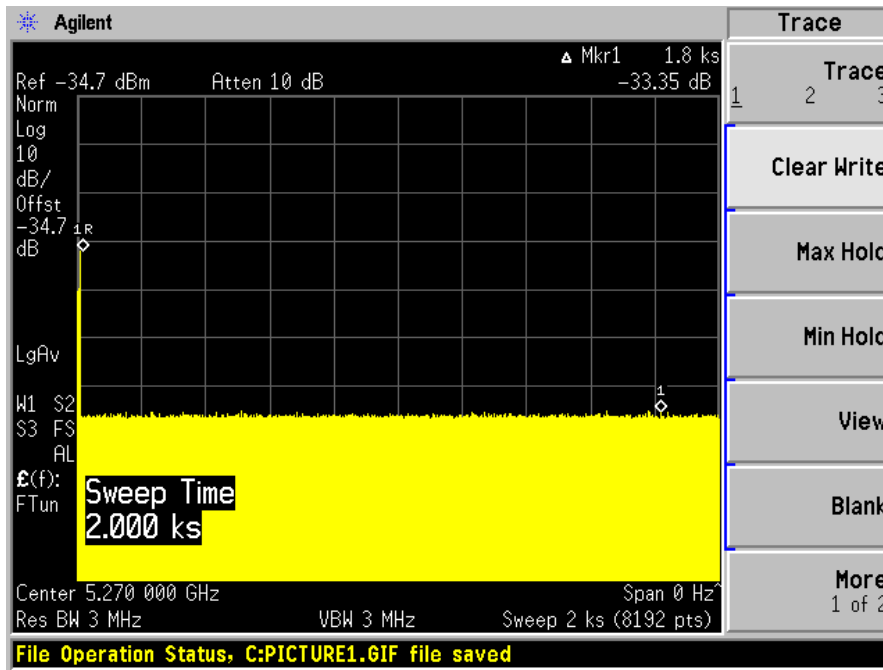 Agilent
Trace
Δ Mkr1 1.8 ks
Ref -34.7 dBm Atten 10 dB -33.35 dB
Norm
Log
10
dB/
Offst
-34.7
dB
1R
LgAv
1
W1 S2
S3 FS
AL
£(f):
FTun
Sweep Time
2.000 ks
Center 5.270 000 GHz Span 0 Hz^
Res BW 3 MHz VBW 3 MHz Sweep 2 ks (8192 pts)
File Operation Status, C:PICTURE1.GIF file saved
Trace
1 2 3
Clear Write
Max Hold
Min Hold
View
Blank
More
1 of 2